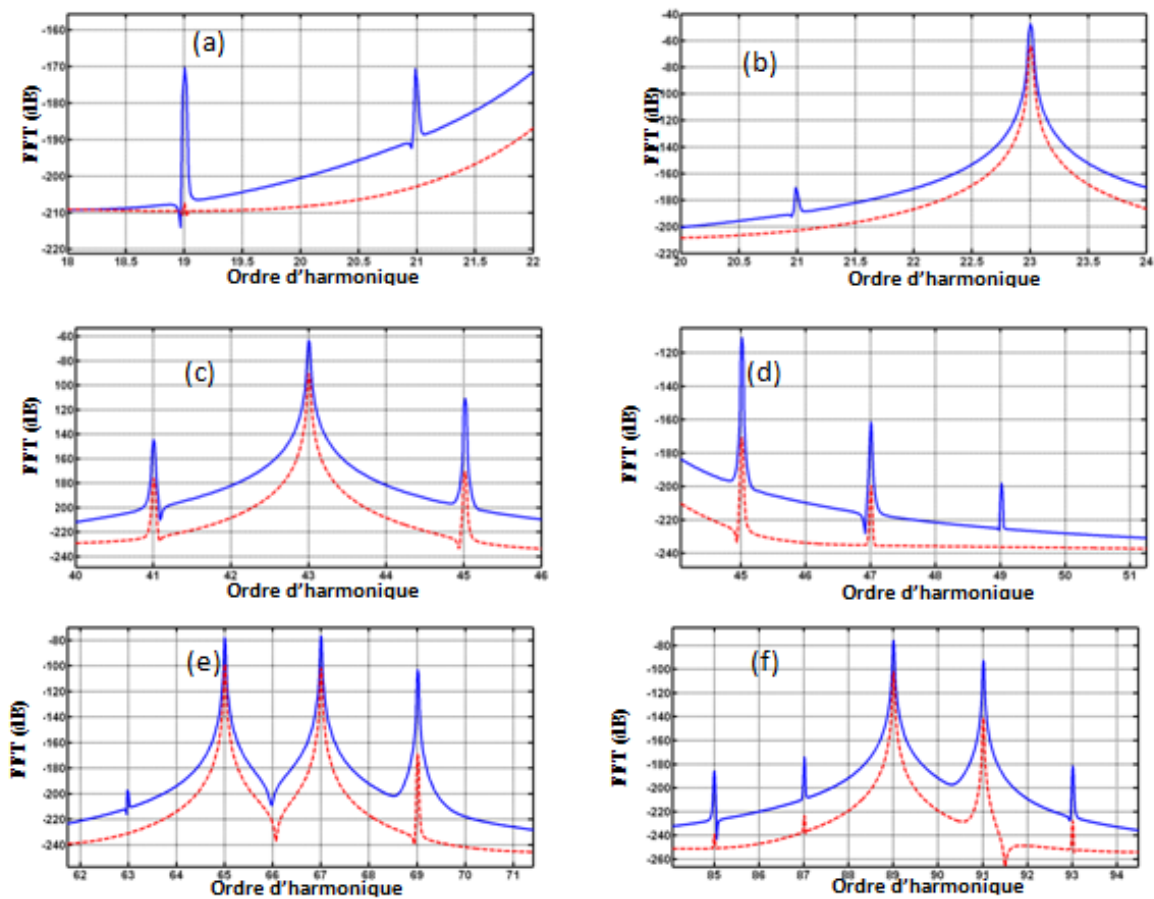 (a)
FFT (dB)
-160
-170
-180
-190
-200
-210
-220
18 18.5 19 19.5 20 20.5 21 21.5 22
Ordre d'harmonique
(b)
FFT (dB)
-40
-60
-80
-100
-120
-140
-160
-180
-200
-220
20 20.5 21 21.5 22 22.5 23 23.5 24
Ordre d'harmonique
(c)
FFT (dB)
-60
-80
100
120
140
160
180
200
220
-240
40 41 42 43 44 45 46
Ordre d'harmonique
(d)
FFT (dB)
-120
-140
-160
-180
-200
-220
-240
45 46 47 48 49 50 51
Ordre d'harmonique
(e)
FFT (dB)
-80
-100
-120
-140
-160
-180
-200
-220
-240
62 63 64 65 66 67 68 69 70 71
Ordre d'harmonique
(f)
FFT (dB)
-80
-100
-120
-140
-160
-180
-200
-220
-240
-260
85 86 87 88 89 90 91 92 93 94
Ordre d'harmonique